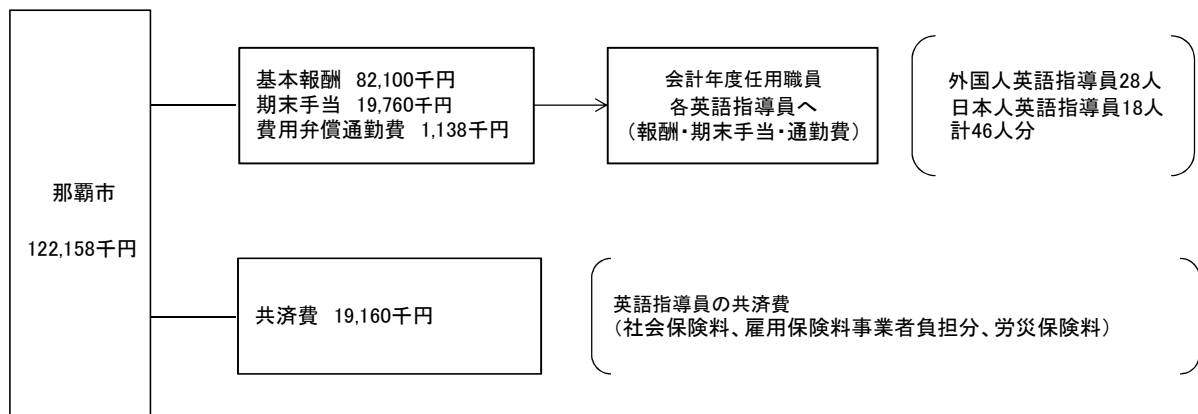 那覇市
122,158千円
基本報酬 82,100千円
期末手当 19,760千円
費用弁償通勤費 1,138千円
会計年度任用職員
各英語指導員へ
(報酬・期末手当・通勤費)
外国人英語指導員28人
日本人英語指導員18人
計46人分
共済費 19,160千円
英語指導員の共済費
(社会保険料、雇用保険料事業者負担分、労災保険料)